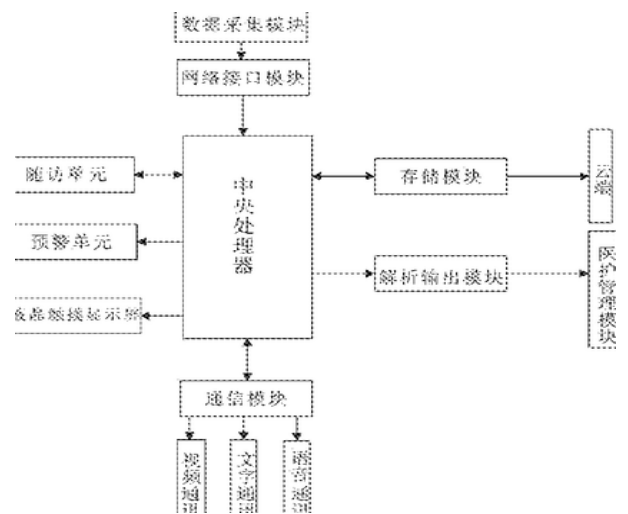 数据采集模块
网络接口模块
随访单元
中央处理器
存储模块
云端
预警单元
解析输出模块
医护管理模块
液晶触摸显示屏
通信模块
视频通讯
文字通讯
语音通讯